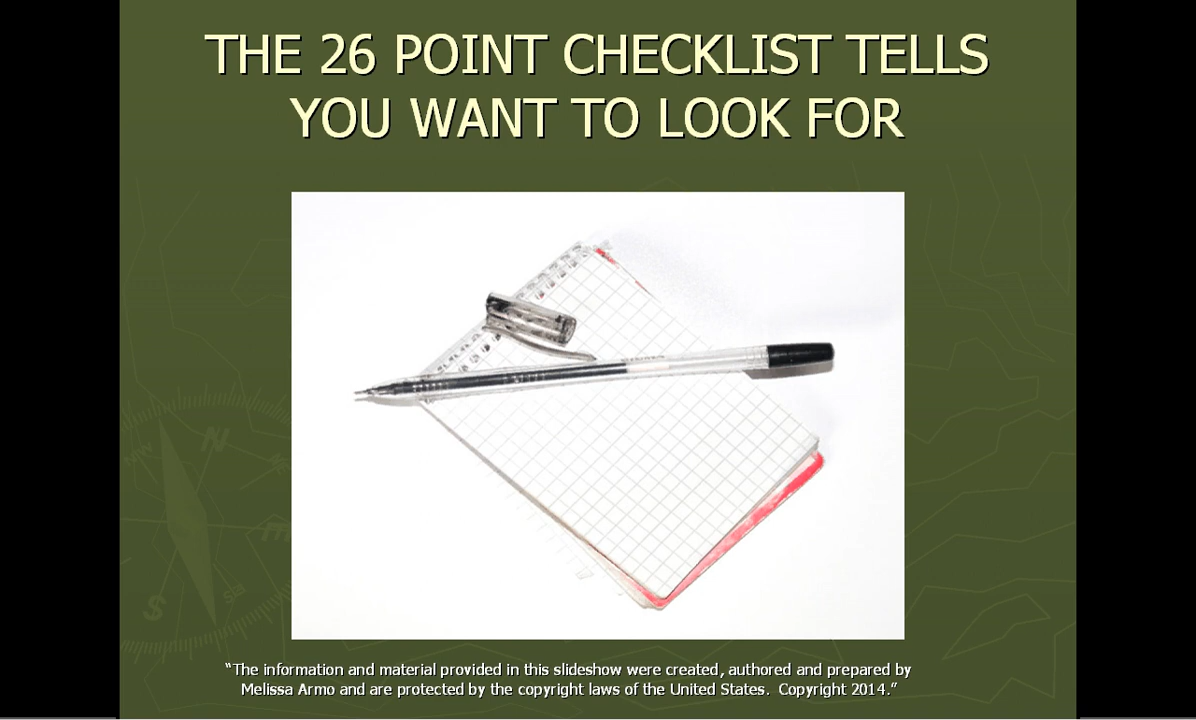 THE 26 POINT CHECKLIST TELLS
YOU WANT TO LOOK FOR
“The information and material provided in this slideshow were created, authored and prepared by
Melissa Armo and are protected by the copyright laws of the United States. Copyright 2014.”